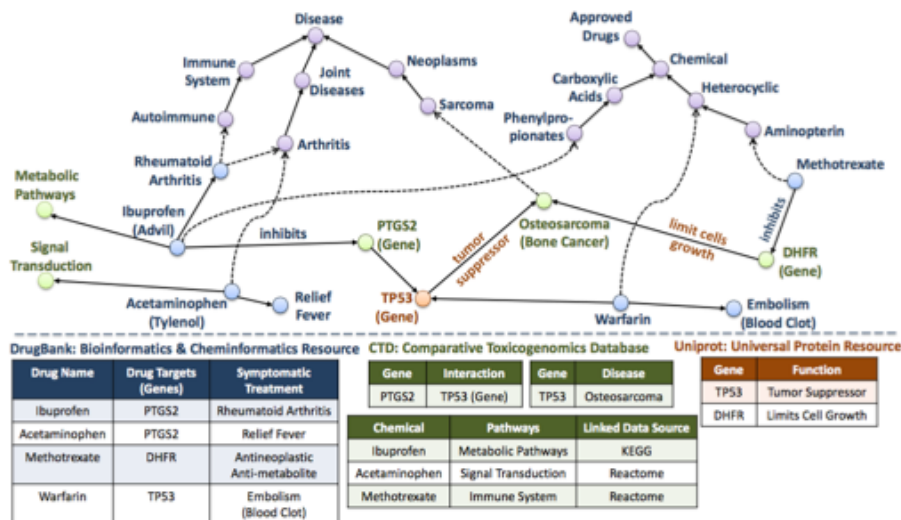 Disease
Approved
Drugs
Immune
System
Neoplasms
Chemical
Joint
Diseases
Carboxylic
Acids
Heterocyclic
Sarcoma
Phenylpro-
pionates
Autoimmune
Arthritis
Aminopterin
Rheumatoid
Arthritis
Methotrexate
Metabolic
Pathways
Ibuprofen
(Advil)
inhibits
PTGS2
(Gene)
tumor
suppressor
Osteosarcoma
(Bone Cancer)
limit cells
growth
inhibits
DHFR
(Gene)
Signal
Transduction
Acetaminophen
(Tylenol)
Relief
Fever
TP53
(Gene)
Warfarin
Embolism
(Blood Clot)
DrugBank: Bioinformatics & Cheminformatics Resource
Drug Name Drug Targets (Genes) Symptomatic Treatment
Ibuprofen PTGS2 Rheumatoid Arthritis
Acetaminophen PTGS2 Relief Fever
Methotrexate DHFR Antineoplastic Anti-metabolite
Warfarin TP53 Embolism (Blood Clot)
CTD: Comparative Toxicogenomics Database
Gene Interaction
PTGS2 TP53 (Gene)
Gene Disease
TP53 Osteosarcoma
Chemical Pathways Linked Data Source
Ibuprofen Metabolic Pathways KEGG
Acetaminophen Signal Transduction Reactome
Methotrexate Immune System Reactome
Uniprot: Universal Protein Resource
Gene Function
TP53 Tumor Suppressor
DHFR Limits Cell Growth